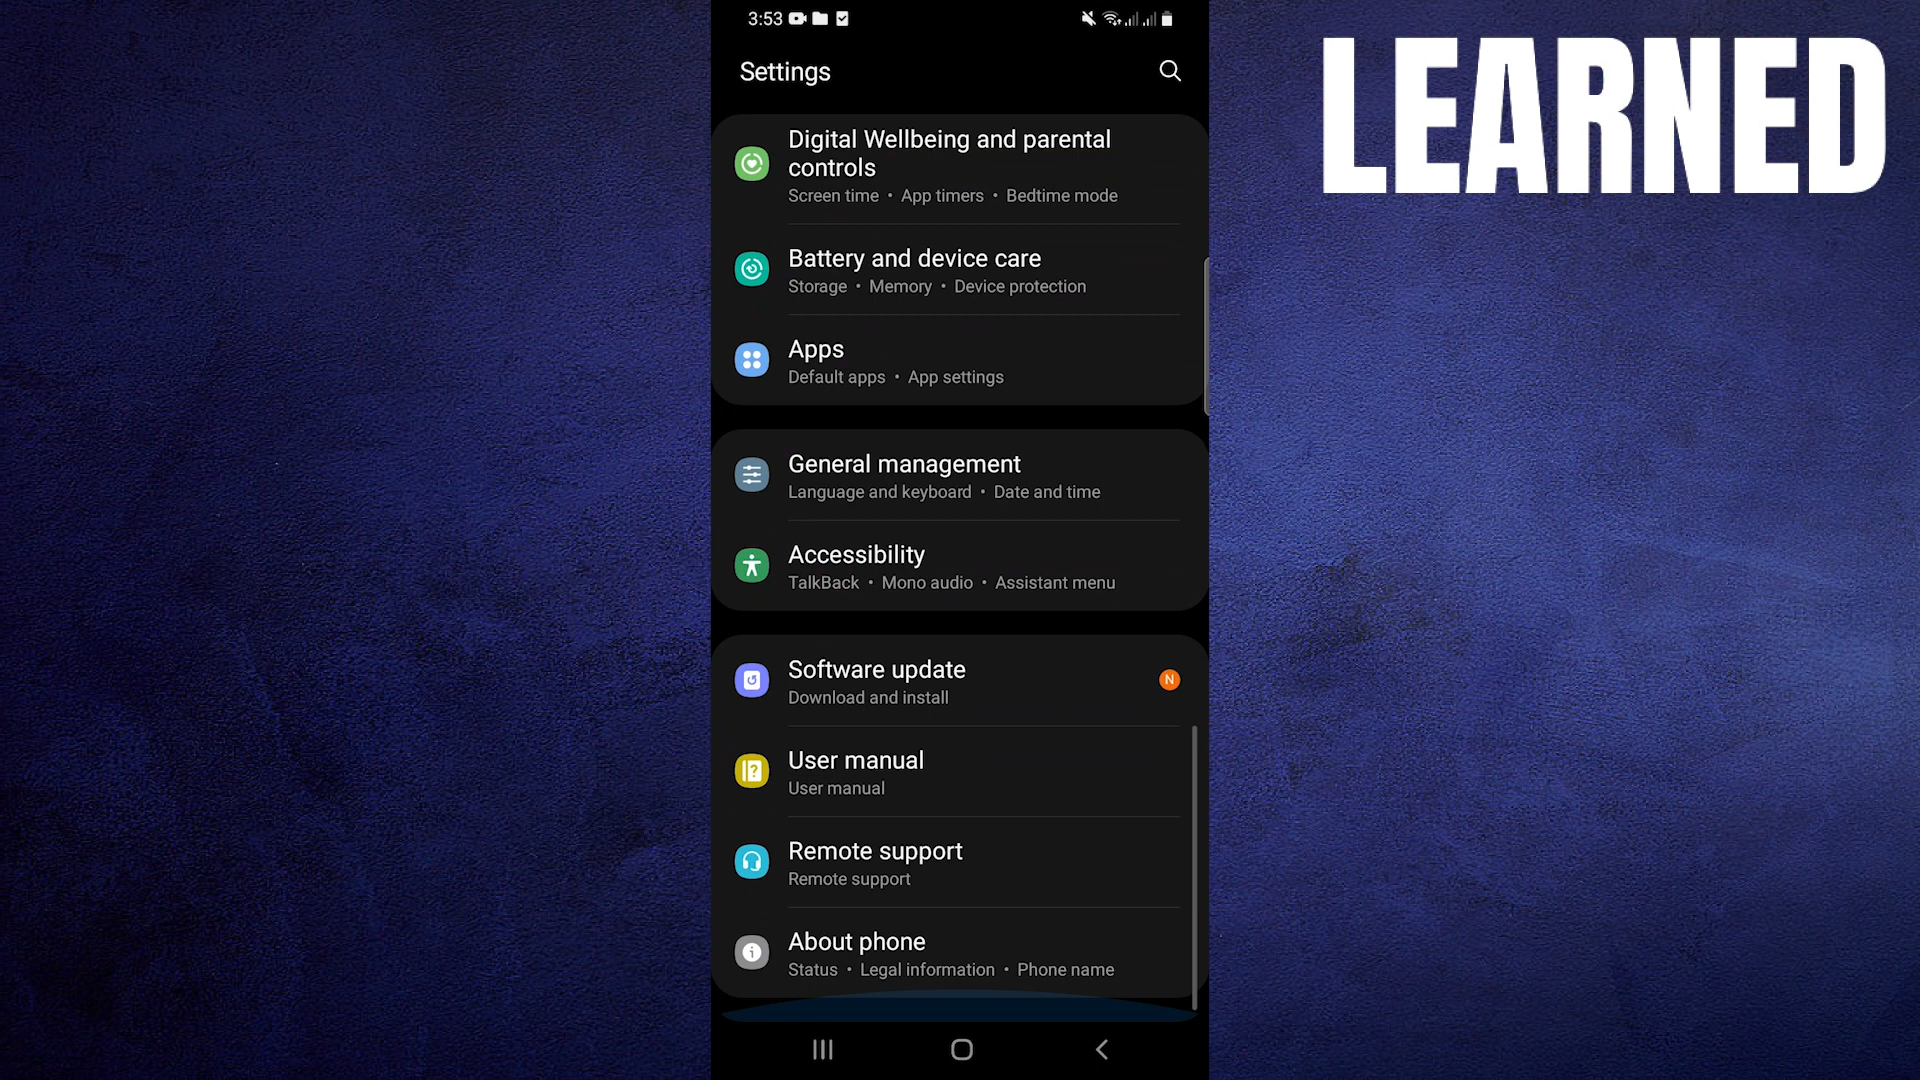 3:53
LEARNED
Settings
Digital Wellbeing and parental
controls
Screen time • App timers • Bedtime mode
Battery and device care
Storage • Memory • Device protection
Apps
Default apps • App settings
General management
Language and keyboard • Date and time
Accessibility
TalkBack • Mono audio • Assistant menu
Software update
N
Download and install
User manual
User manual
Remote support
Remote support
About phone
Status • Legal information • Phone name